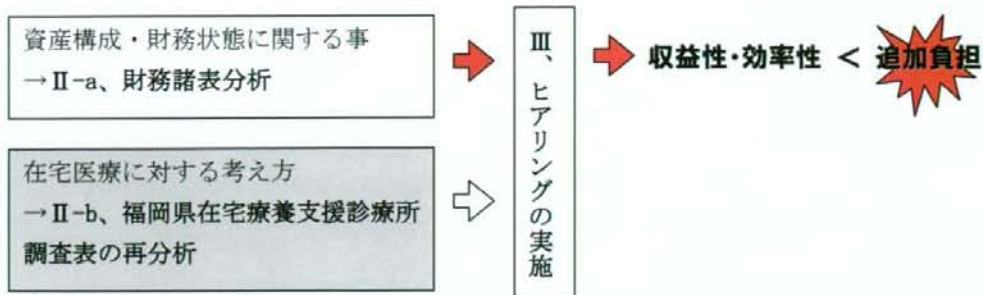 資産構成・財務状態に関する事
→Ⅱ-a、財務諸表分析
在宅医療に対する考え方
→Ⅱ-b、福岡県在宅療養支援診療所
調査表の再分析
Ⅲ、ヒアリングの実施
収益性・効率性 < 追加負担